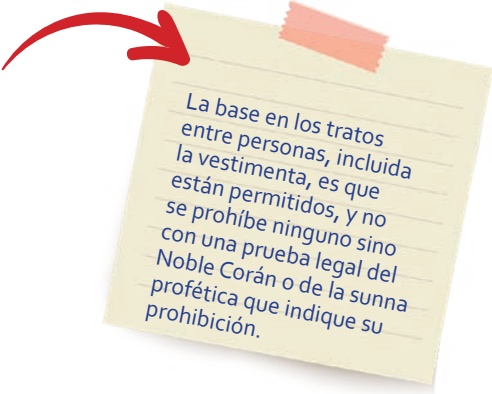 La base en los tratos
entre personas, incluida
la vestimenta, es que
están permitidos, y no
se prohíbe ninguno sino
con una prueba legal del
Noble Corán o de la sunna
profética que indique su
prohibición.